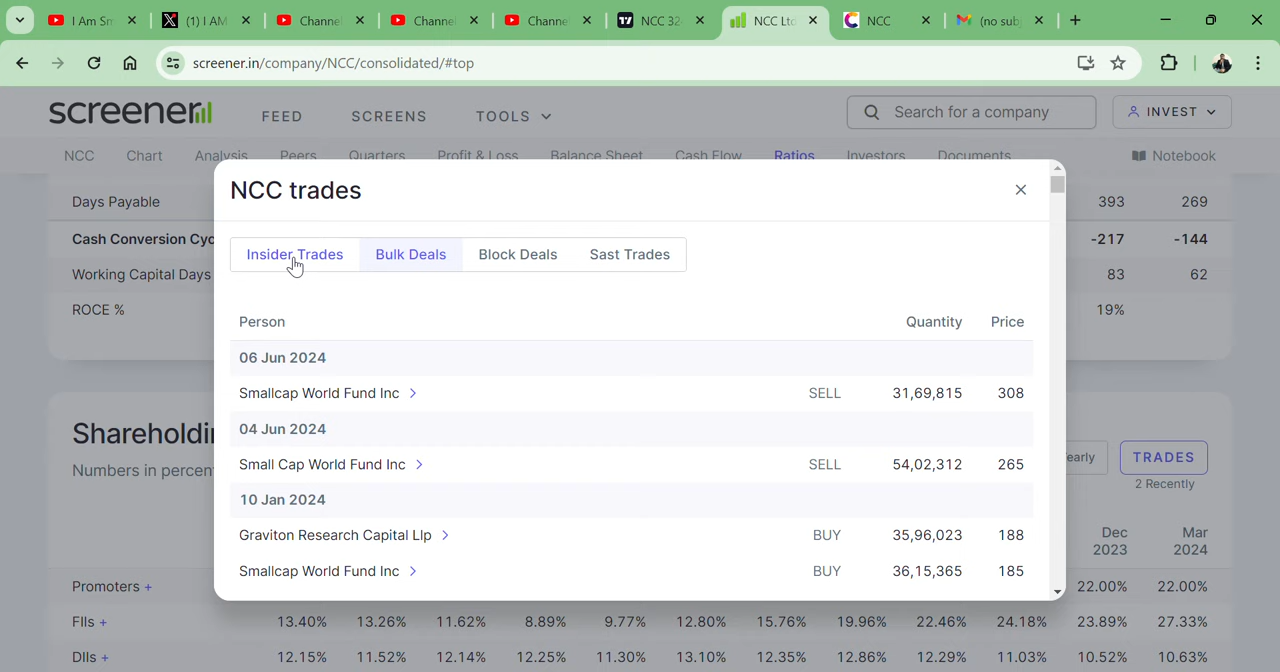 I Am Sm
(1) I AM
Channel
Channel
Channe
NCC 32
NCC Ltd
NCC
(no sub
screener.in/company/NCC/consolidated/#top
screener
FEED
SCREENS
TOOLS
Search for a company
INVEST
NCC
Chart
Analysis
Peers
Quarters
Profit & Loss
Balance Sheet
Cash Flow
Ratios
Investors
Documents
Notebook
NCC trades
Days Payable
393 269
Cash Conversion Cyc
-217 -144
Working Capital Days
83 62
ROCE %
19%
Insider Trades
Bulk Deals
Block Deals
Sast Trades
Person Quantity Price
06 Jun 2024
Smallcap World Fund Inc > SELL 31,69,815 308
04 Jun 2024
Small Cap World Fund Inc > SELL 54,02,312 265
10 Jan 2024
Graviton Research Capital Llp > BUY 35,96,023 188
Smallcap World Fund Inc > BUY 36,15,365 185
Shareholdin
Numbers in percent
early
TRADES
2 Recently
Dec 2023
Mar 2024
Promoters + 22.00% 22.00%
FIIs + 13.40% 13.26% 11.62% 8.89% 9.77% 12.80% 15.76% 19.96% 22.46% 24.18% 23.89% 27.33%
DIIs + 12.15% 11.52% 12.14% 12.25% 11.30% 13.10% 12.35% 12.86% 12.29% 11.03% 10.52% 10.63%